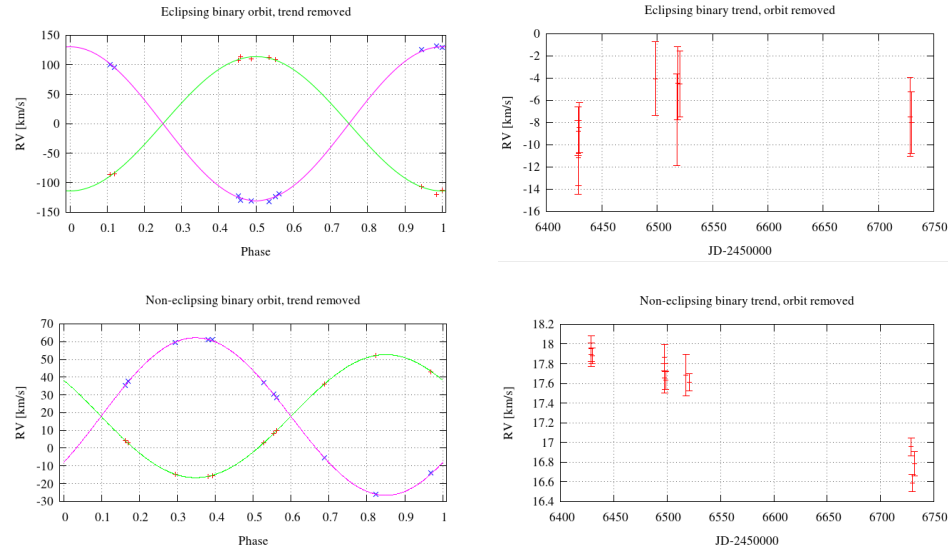 Eclipsing binary orbit, trend removed
150
100
50
0
-50
-100
-150
RV [km/s]
0 0.1 0.2 0.3 0.4 0.5 0.6 0.7 0.8 0.9 1
Phase
Eclipsing binary trend, orbit removed
0
-2
-4
-6
-8
-10
-12
-14
-16
RV [km/s]
6400 6450 6500 6550 6600 6650 6700 6750
JD-2450000
Non-eclipsing binary orbit, trend removed
70
60
50
40
30
20
10
0
-10
-20
-30
RV [km/s]
0 0.1 0.2 0.3 0.4 0.5 0.6 0.7 0.8 0.9 1
Phase
Non-eclipsing binary trend, orbit removed
18.2
18
17.8
17.6
17.4
17.2
17
16.8
16.6
16.4
RV [km/s]
6400 6450 6500 6550 6600 6650 6700 6750
JD-2450000